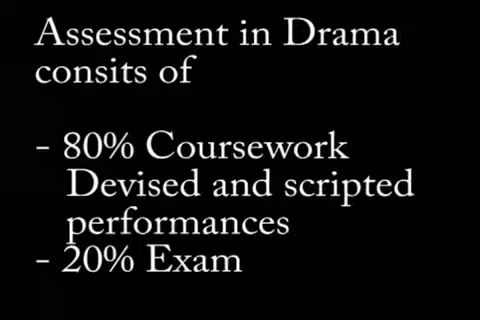 Assessment in Drama
consits of
- 80% Coursework
Devised and scripted
performances
- 20% Exam